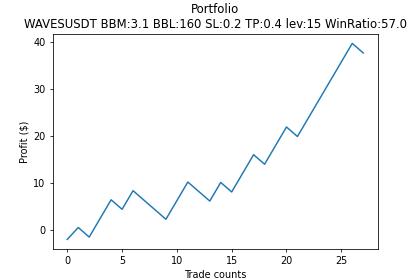 Portfolio
WAVESUSDT BBM:3.1 BBL:160 SL:0.2 TP:0.4 lev:15 WinRatio:57.0
40
30
20
10
0
Profit ($)
0 5 10 15 20 25
Trade counts